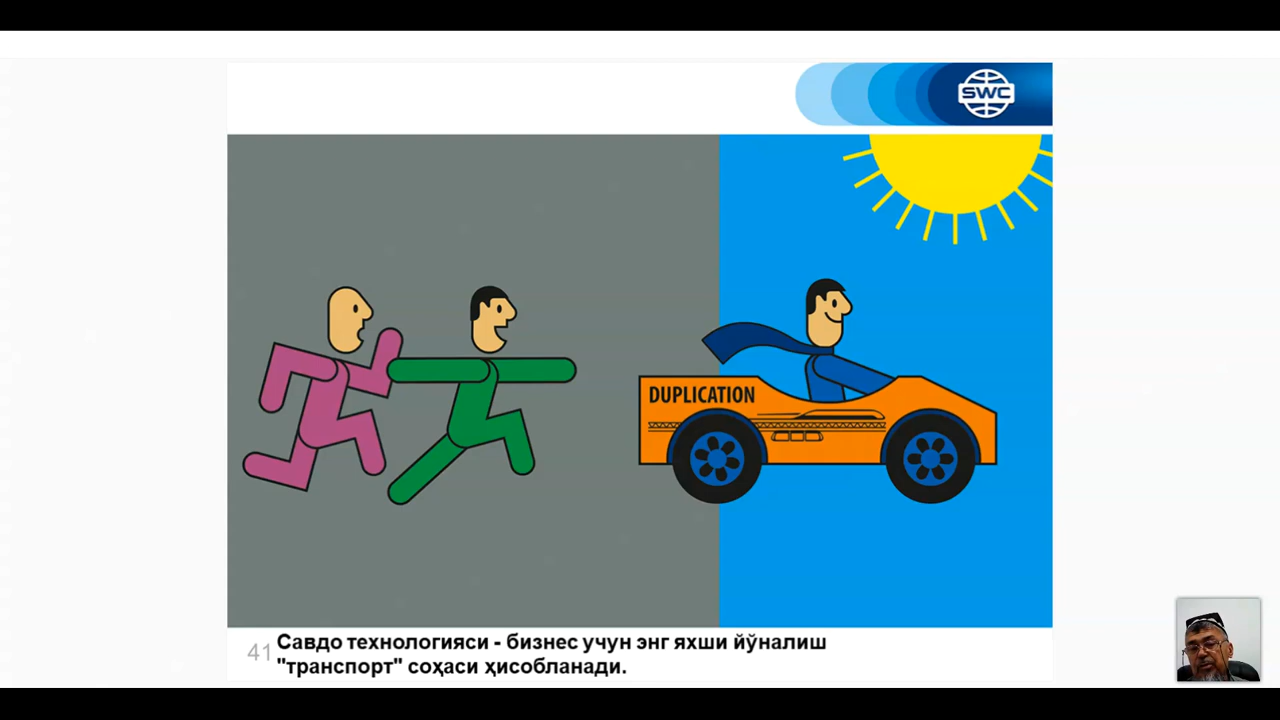 SWC
DUPLICATION
41
Савдо технологияси - бизнес учун энг яхши йўналиш
"транспорт" соҳаси ҳисобланади.